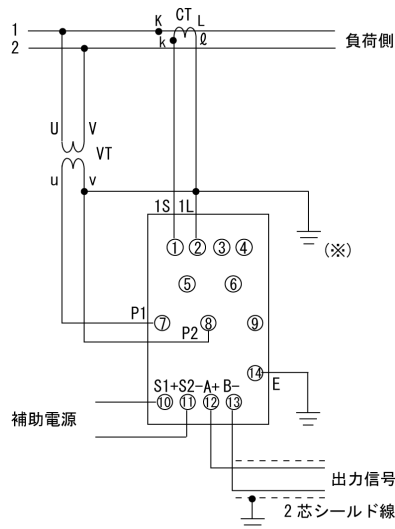 K CT L
1
k ℓ
2
負荷側
U V
VT
u v
1S 1L
(※)
① ② ③ ④
⑤ ⑥
P1 ⑦ ⑧ ⑨
P2
⑭ E
S1+S2-A+B-
⑩ ⑪ ⑫ ⑬
補助電源
出力信号
2芯シールド線